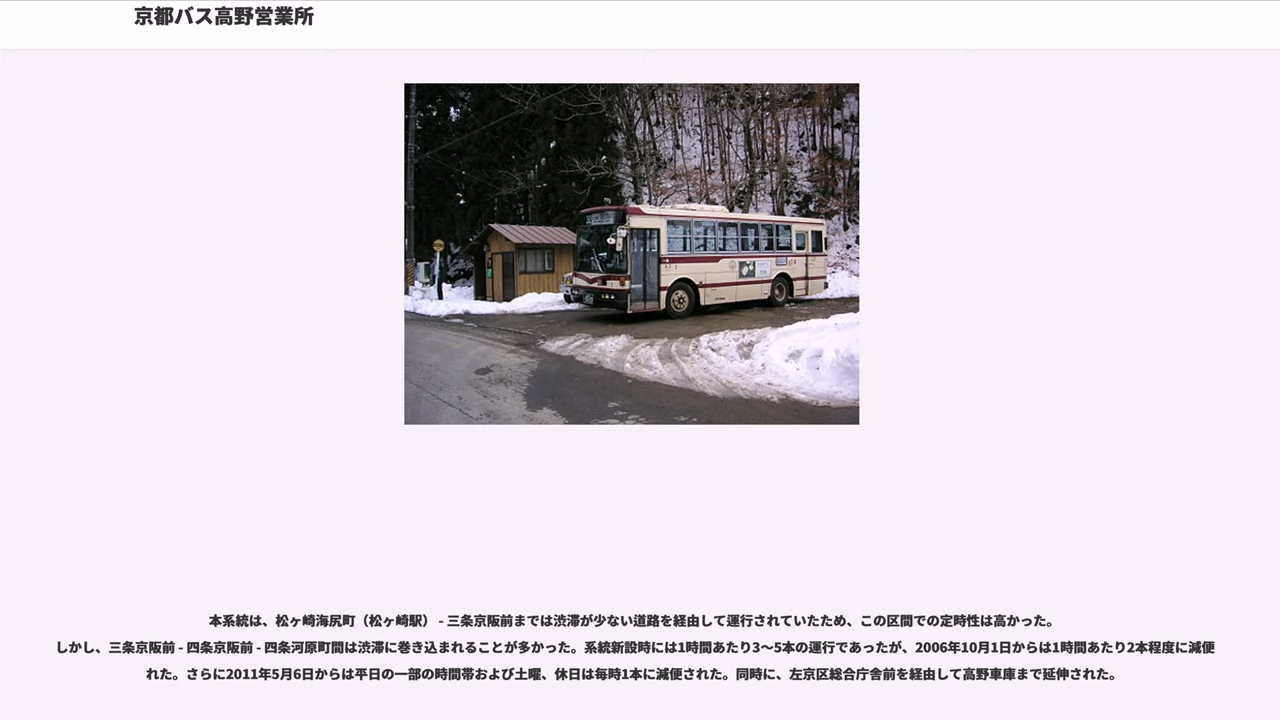 京都バス高野営業所
本系統は、松ヶ崎海尻町（松ヶ崎駅） - 三条京阪前までは渋滞が少ない道路を経由して運行されていたため、この区間での定時性は高かった。
しかし、三条京阪前 - 四条京阪前 - 四条河原町間は渋滞に巻き込まれることが多かった。系統新設時には1時間あたり3〜5本の運行であったが、2006年10月1日からは1時間あたり2本程度に減便
れた。さらに2011年5月6日からは平日の一部の時間帯および土曜、休日は毎時1本に減便された。同時に、左京区総合庁舎前を経由して高野車庫まで延伸された。